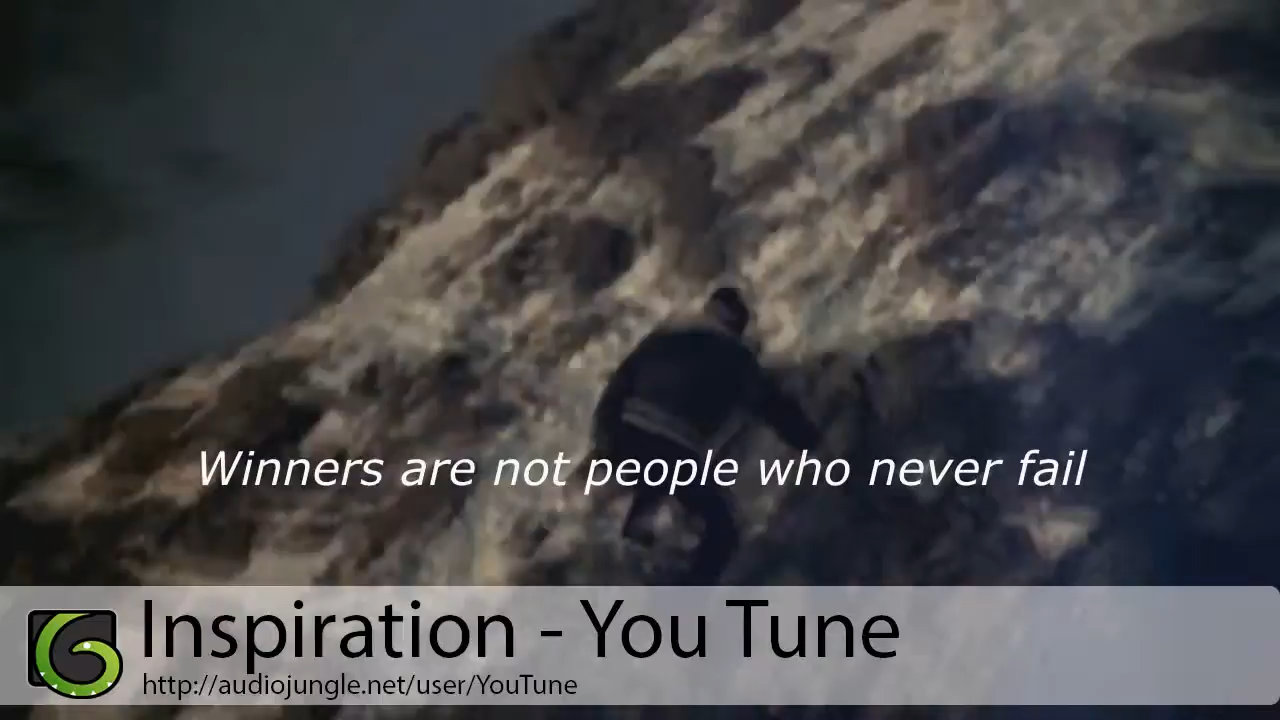 Winners are not people who never fail
Inspiration - You Tune
http://audiojungle.net/user/YouTune